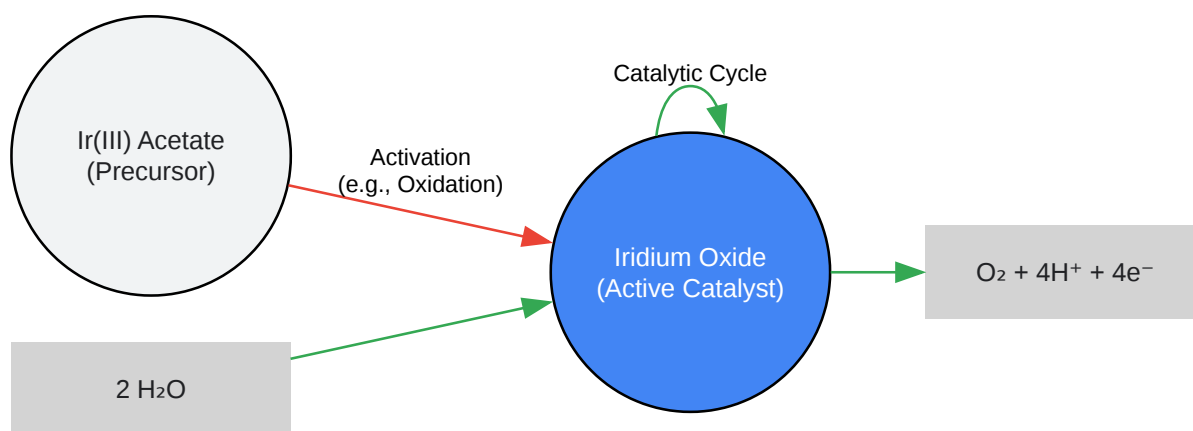 Catalytic Cycle
Ir(III) Acetate
(Precursor)
Activation
(e.g., Oxidation)
Iridium Oxide
(Active Catalyst)
O₂ + 4H⁺ + 4e⁻
2 H₂O